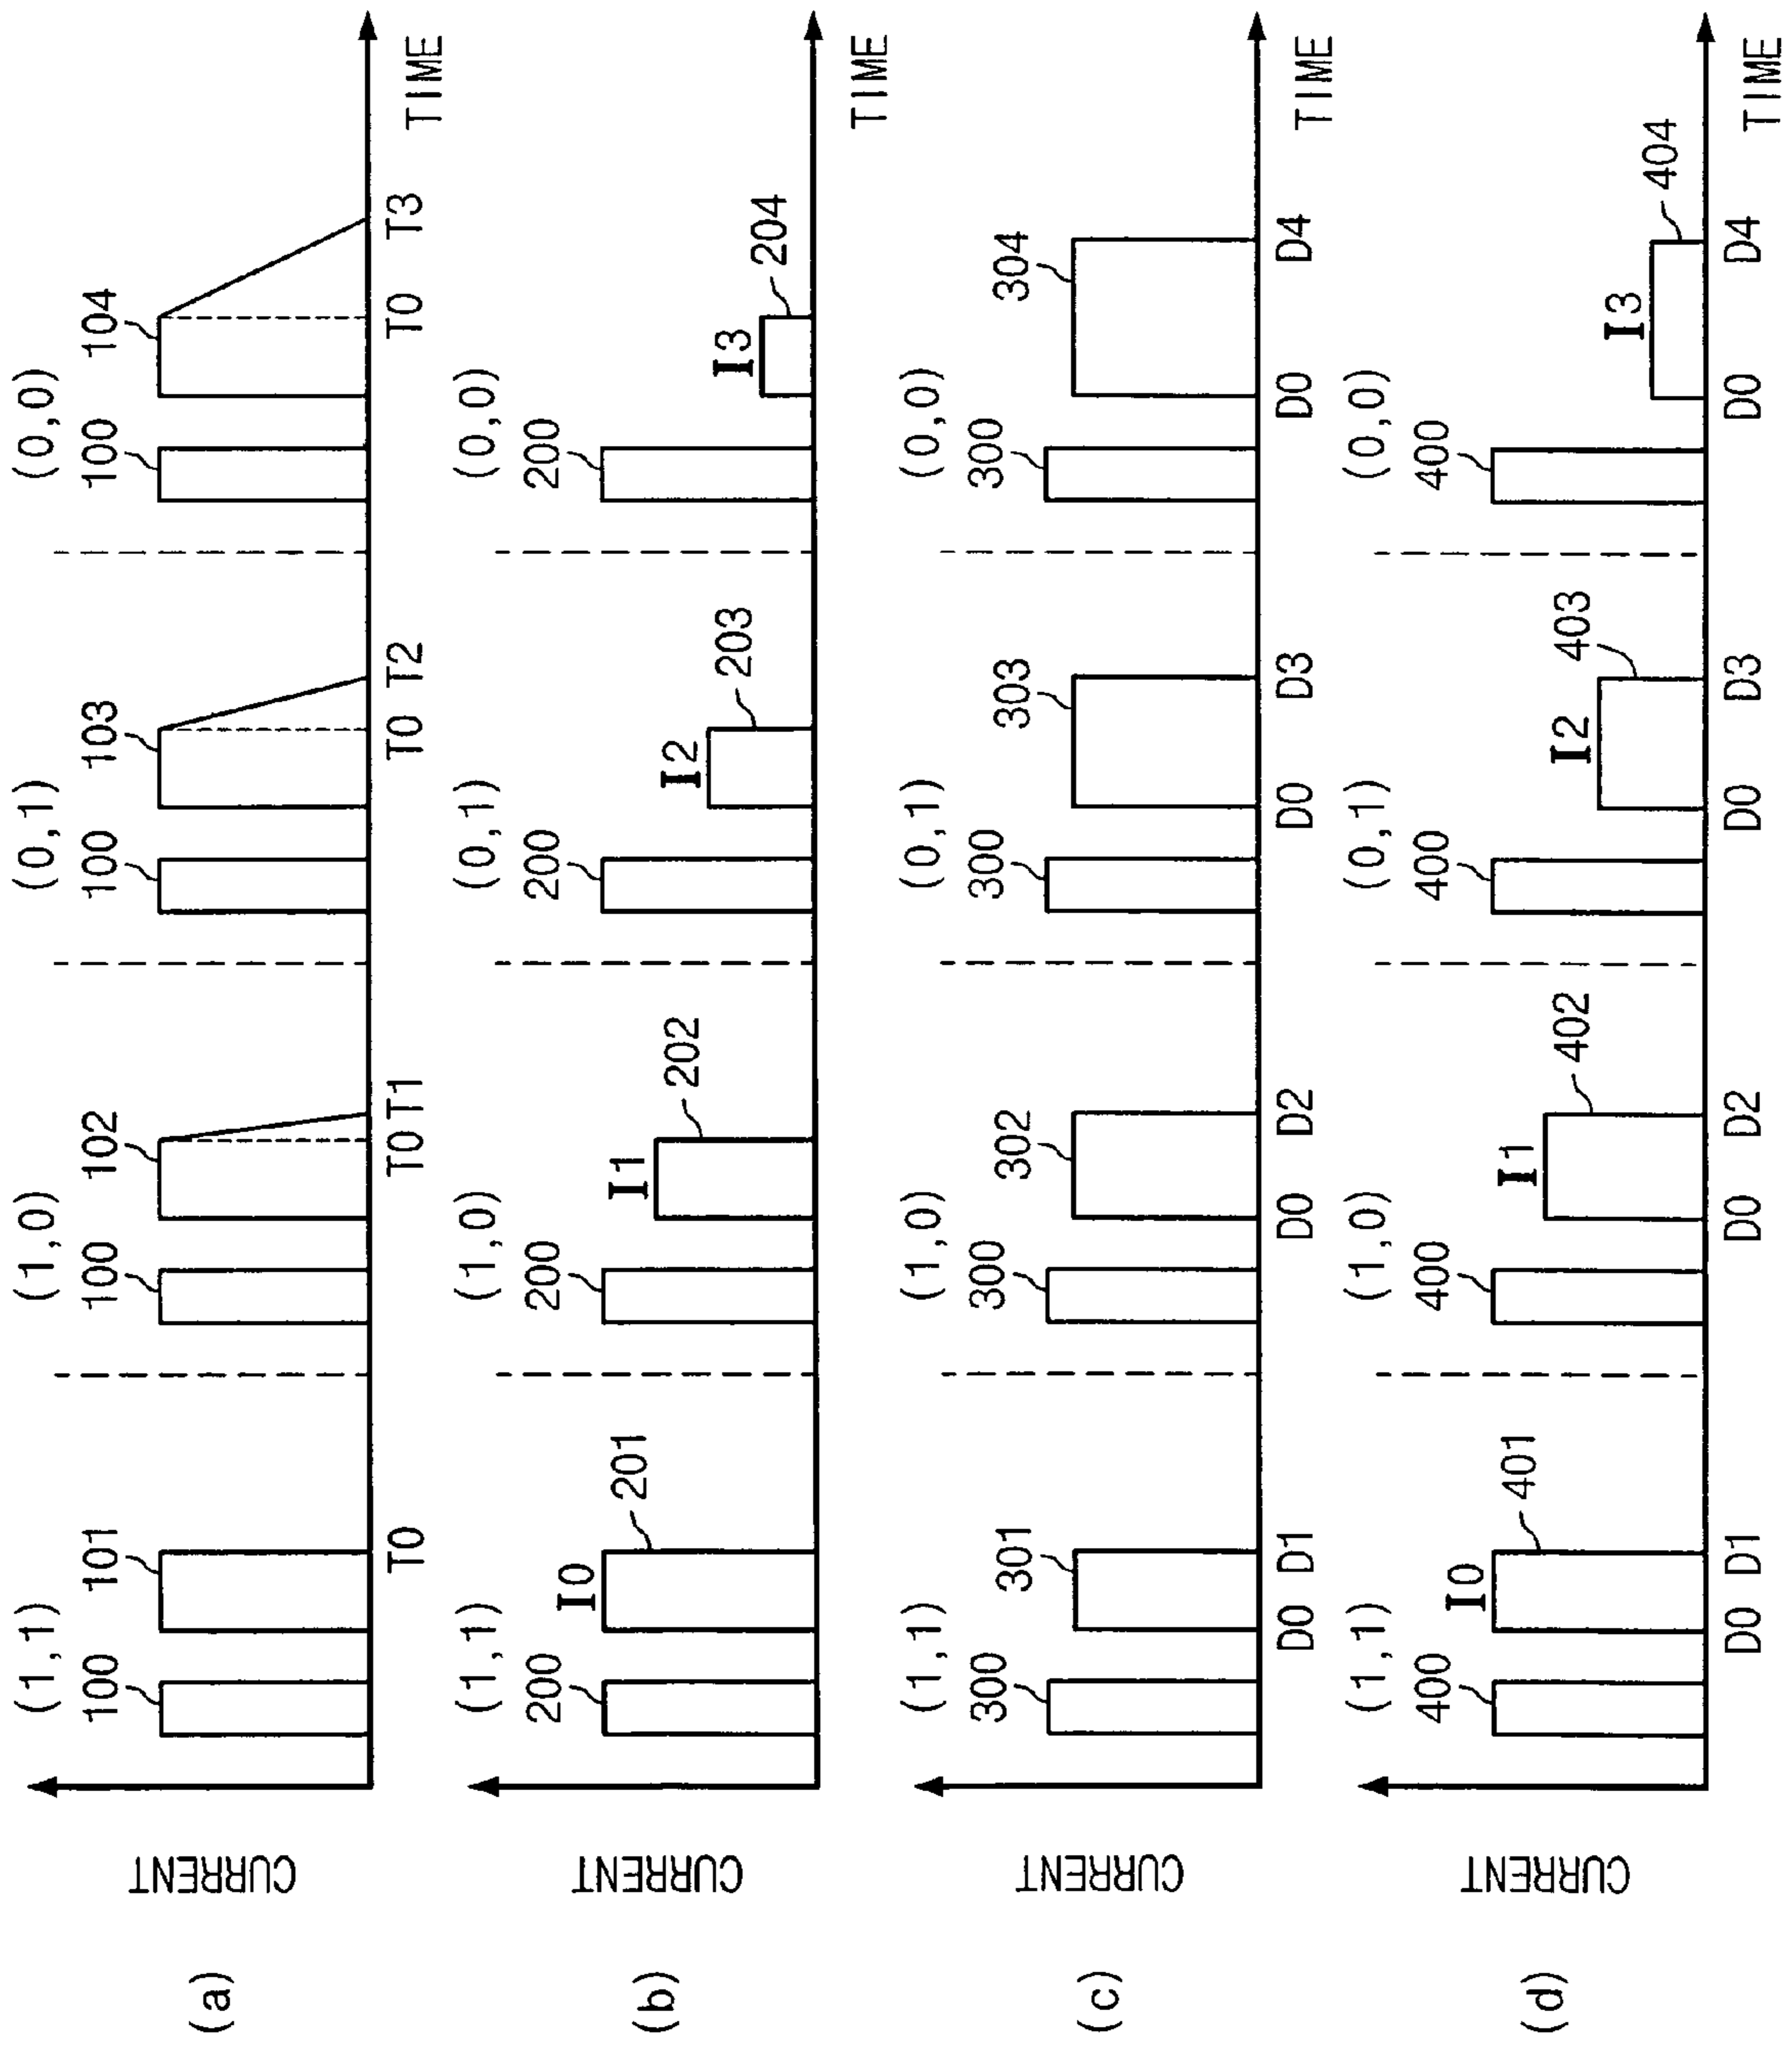 (a)
CURRENT
(1,1) (1,0) (0,1) (0,0)
100 101 100 102 100 103 100 104
T0 T0 T1 T0 T2 T0 T3
TIME
(b)
CURRENT
(1,1) (1,0) (0,1) (0,0)
200 I0 201 200 I1 202 200 I2 203 200 I3 204
TIME
(c)
CURRENT
(1,1) (1,0) (0,1) (0,0)
300 301 300 302 300 303 300 304
D0 D1 D0 D2 D0 D3 D0 D4
TIME
(d)
CURRENT
(1,1) (1,0) (0,1) (0,0)
400 I0 401 400 I1 402 400 I2 403 400 I3 404
D0 D1 D0 D2 D0 D3 D0 D4
TIME